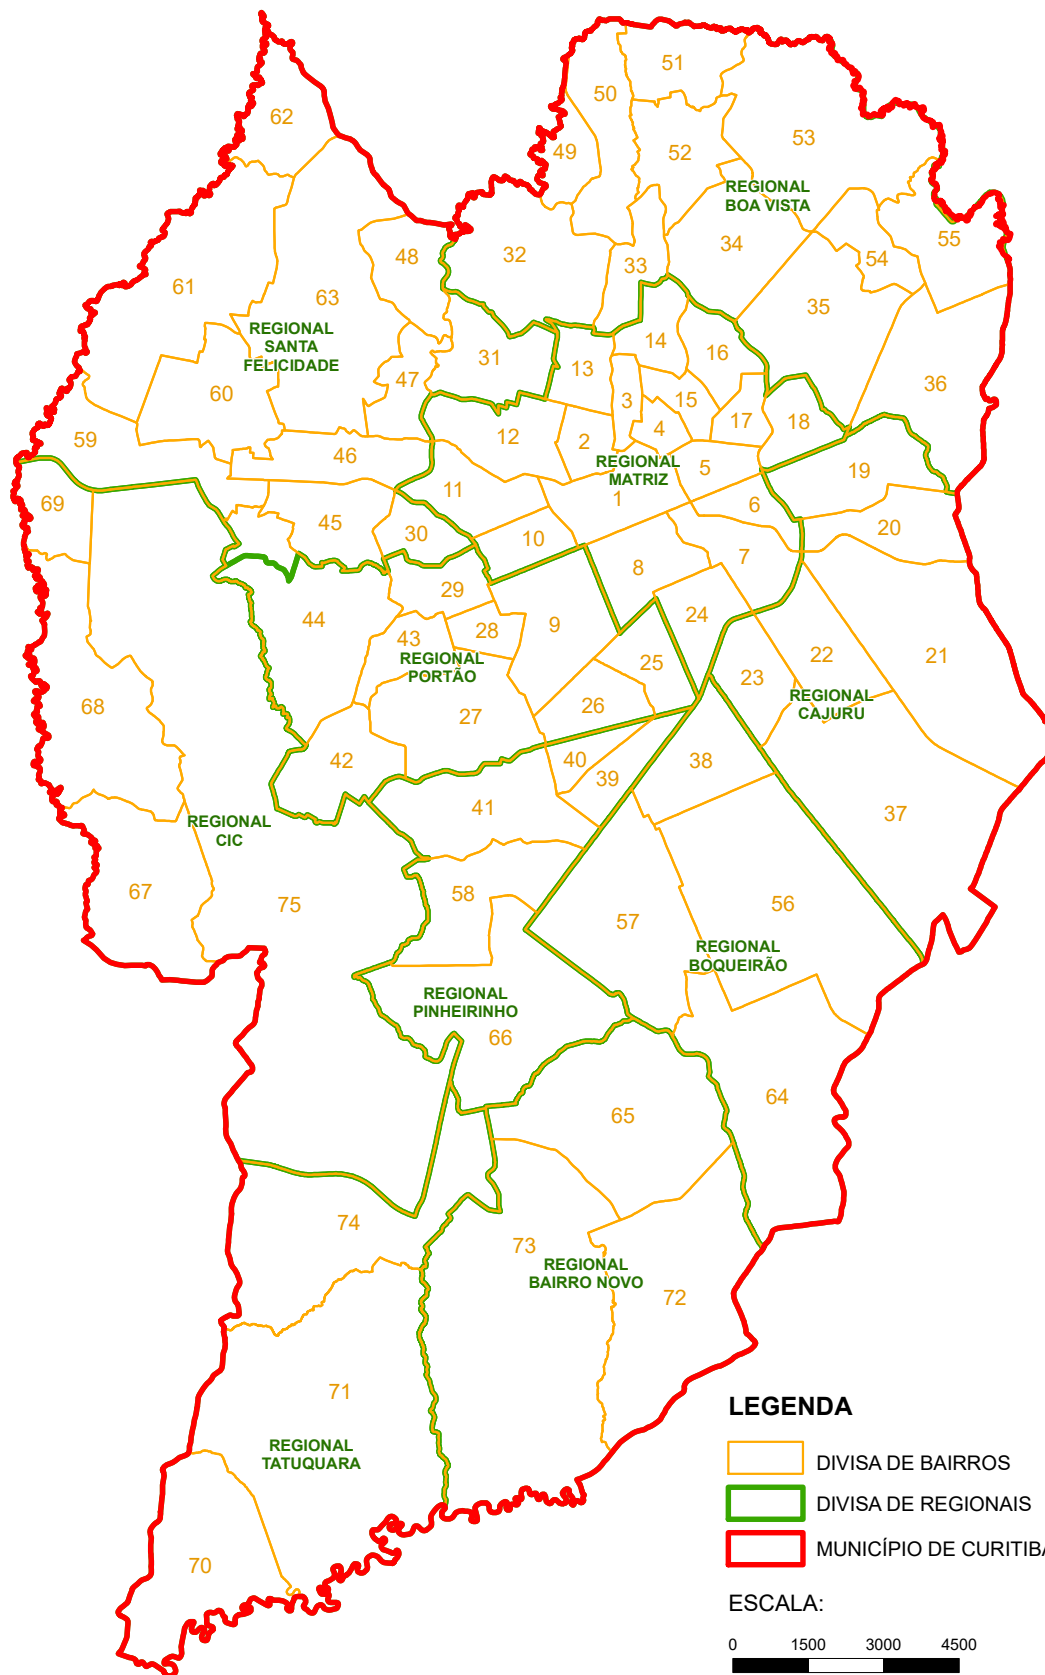 62
51
50
53
49
52
REGIONAL
BOA VISTA
55
48
32
33
34
54
61
63
35
REGIONAL
SANTA
FELICIDADE
14
16
31
13
47
36
60
3
15
17
18
59
12
2
4
46
REGIONAL
MATRIZ
5
19
11
1
6
69
45
30
10
20
8
7
29
44
9
24
43
28
REGIONAL
PORTÃO
25
22
21
23
REGIONAL
CAJURU
68
26
27
42
40
39
38
41
37
REGIONAL
CIC
67
58
75
57
56
REGIONAL
BOQUEIRÃO
REGIONAL
PINHEIRINHO
66
64
65
74
73
REGIONAL
BAIRRO NOVO
72
71
REGIONAL
TATUQUARA
70
LEGENDA
DIVISA DE BAIRROS
DIVISA DE REGIONAIS
MUNICÍPIO DE CURITIBA
ESCALA:
0 1500 3000 4500